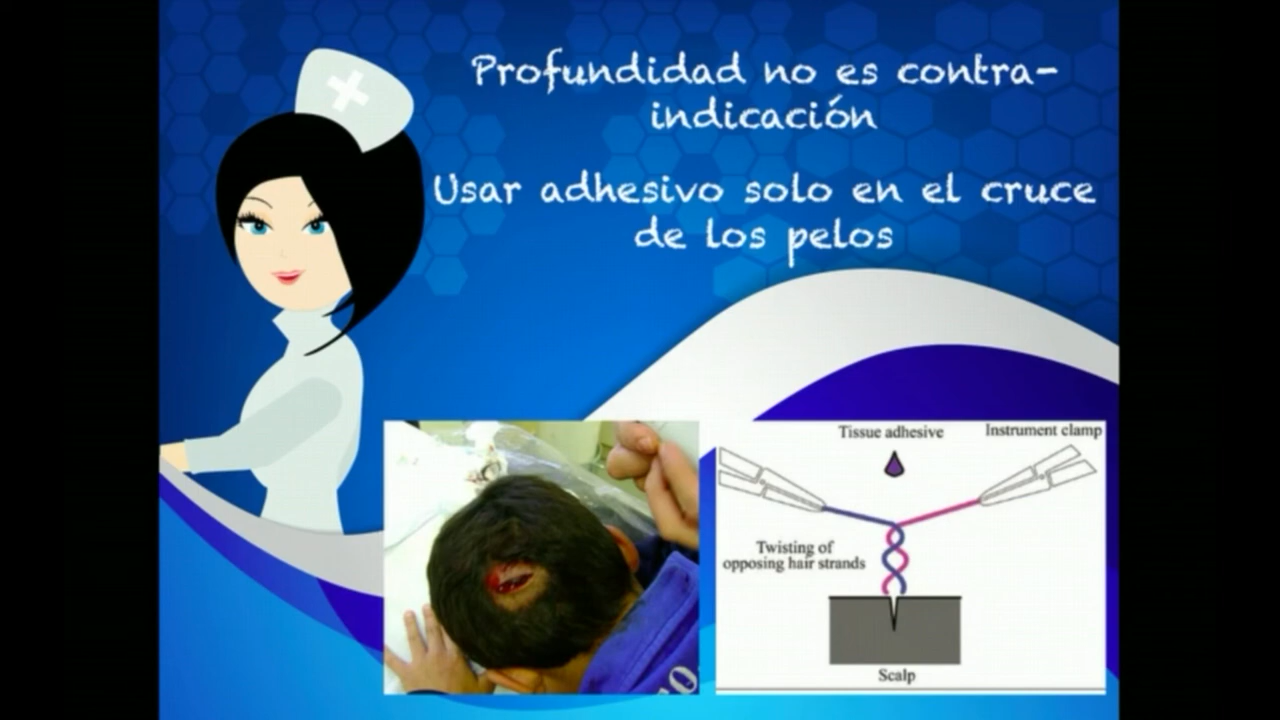 Profundidad no es contra-
indicación
Usar adhesivo solo en el cruce
de los pelos
Tissue adhesive
Instrument clamp
Twisting of
opposing hair strands
Scalp